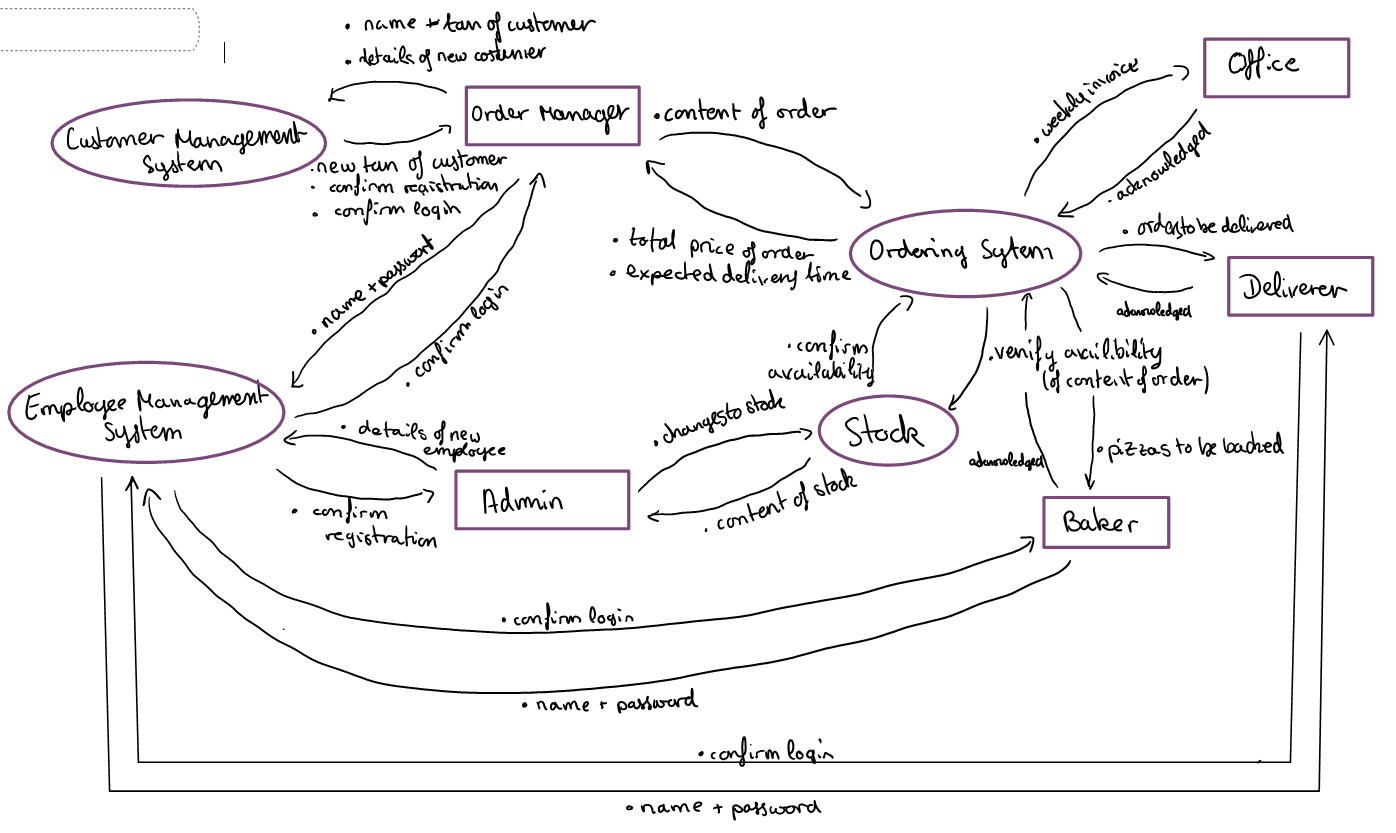 • name + tan of customer
• details of new costumer
Office
• weekly invoice
Order Manager
• content of order
Customer Management
System
• new tan of customer
• confirm registration
• confirm login
• acknowledged
• orders to be delivered
• total price of order
• expected delivery time
Ordering Sytem
Deliverer
acknowledged
• name + password
• confirm login
• confirm
availability
• verify availibility
(of content of order)
Employee Management
System
• details of new
employee
• changes to stock
Stock
acknowledged
• pizzas to be backed
Admin
• content of stock
• confirm
registration
Baker
• confirm login
• name + password
• confirm login
• name + password